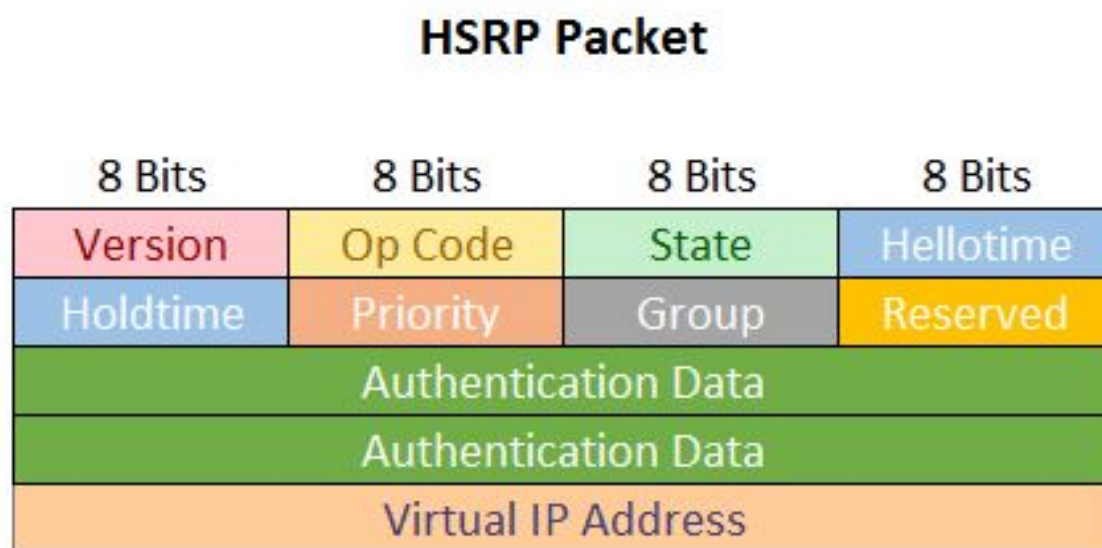 HSRP Packet
8 Bits 8 Bits 8 Bits 8 Bits
Version Op Code State Hellotime
Holdtime Priority Group Reserved
Authentication Data
Authentication Data
Virtual IP Address